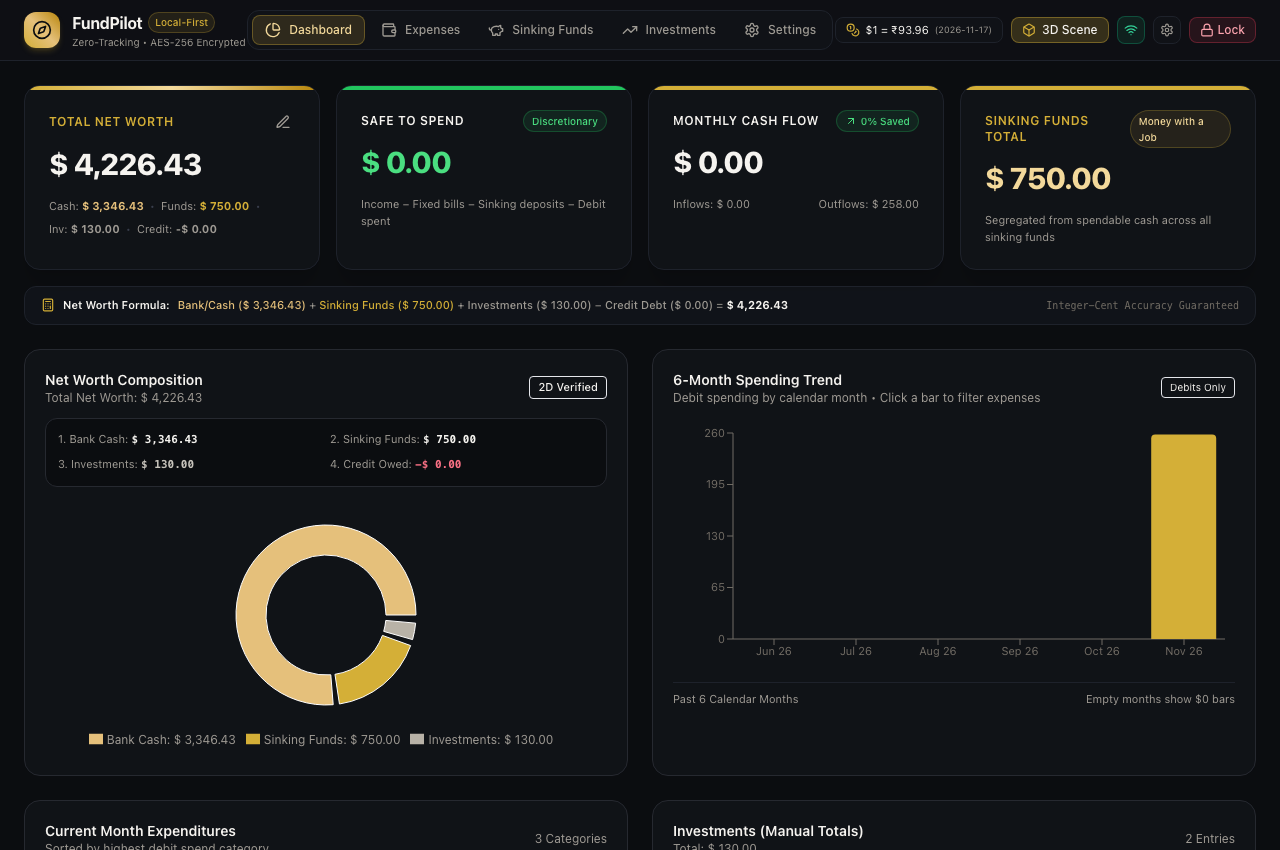 FundPilot Local-First
Zero-Tracking • AES-256 Encrypted
Dashboard
Expenses
Sinking Funds
Investments
Settings
$1 = ₹93.96 (2026-11-17)
3D Scene
Lock
TOTAL NET WORTH
$ 4,226.43
Cash: $ 3,346.43 · Funds: $ 750.00 ·
Inv: $ 130.00 · Credit: -$ 0.00
SAFE TO SPEND
Discretionary
$ 0.00
Income – Fixed bills – Sinking deposits – Debit
spent
MONTHLY CASH FLOW
0% Saved
$ 0.00
Inflows: $ 0.00
Outflows: $ 258.00
SINKING FUNDS
TOTAL
Money with a
Job
$ 750.00
Segregated from spendable cash across all
sinking funds
Net Worth Formula: Bank/Cash ($ 3,346.43) + Sinking Funds ($ 750.00) + Investments ($ 130.00) – Credit Debt ($ 0.00) = $ 4,226.43
Integer-Cent Accuracy Guaranteed
Net Worth Composition
Total Net Worth: $ 4,226.43
2D Verified
1. Bank Cash: $ 3,346.43
2. Sinking Funds: $ 750.00
3. Investments: $ 130.00
4. Credit Owed: –$ 0.00
Bank Cash: $ 3,346.43
Sinking Funds: $ 750.00
Investments: $ 130.00
6-Month Spending Trend
Debit spending by calendar month • Click a bar to filter expenses
Debits Only
260
195
130
65
0
Jun 26
Jul 26
Aug 26
Sep 26
Oct 26
Nov 26
Past 6 Calendar Months
Empty months show $0 bars
Current Month Expenditures
Sorted by highest debit spend category
3 Categories
Investments (Manual Totals)
Total: $ 130.00
2 Entries